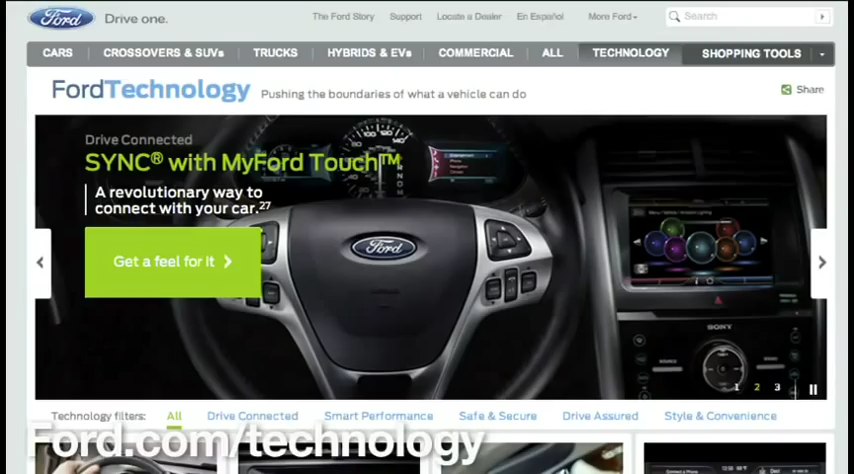 Ford Drive one.
The Ford Story Support Locate a Dealer En Español More Ford Search
CARS CROSSOVERS & SUVs TRUCKS HYBRIDS & EVs COMMERCIAL ALL TECHNOLOGY SHOPPING TOOLS
FordTechnology Pushing the boundaries of what a vehicle can do
Share
Drive Connected
SYNC® with MyFord Touch™
A revolutionary way to
connect with your car.27
Get a feel for it
Ford
SONY
1 2 3
Technology filters: All Drive Connected Smart Performance Safe & Secure Drive Assured Style & Convenience
Ford.com/technology